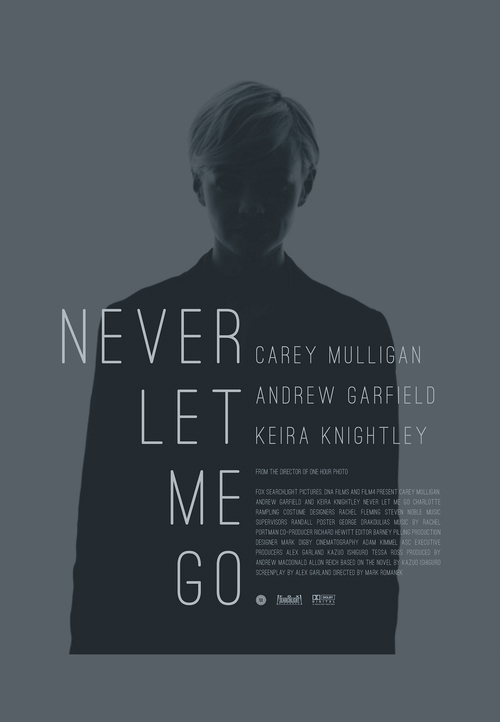 NEVER
LET
ME
GO
CAREY MULLIGAN
ANDREW GARFIELD
KEIRA KNIGHTLEY
FROM THE DIRECTOR OF ONE HOUR PHOTO
FOX SEARCHLIGHT PICTURES, DNA FILMS AND FILM4 PRESENT CAREY MULLIGAN
ANDREW GARFIELD AND KEIRA KNIGHTLEY NEVER LET ME GO CHARLOTTE
RAMPLING COSTUME DESIGNERS RACHEL FLEMING STEVEN NOBLE MUSIC
SUPERVISORS RANDALL POSTER GEORGE DRAKOULIAS MUSIC BY RACHEL
PORTMAN CO-PRODUCER RICHARD HEWITT EDITOR BARNEY PILLING PRODUCTION
DESIGNER MARK DIGBY CINEMATOGRAPHY ADAM KIMMEL ASC EXECUTIVE
PRODUCERS ALEX GARLAND KAZUO ISHIGURO TESSA ROSS PRODUCED BY
ANDREW MACDONALD ALLON REICH BASED ON THE NOVEL BY KAZUO ISHIGURO
SCREENPLAY BY ALEX GARLAND DIRECTED BY MARK ROMANEK
DOLBY
DIGITAL